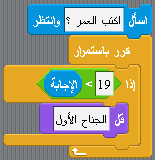 اسأل اكتب العمر ؟ وانتظر
كرر باستمرار
إذا 19 > الإجابة
قل الجناح الأول